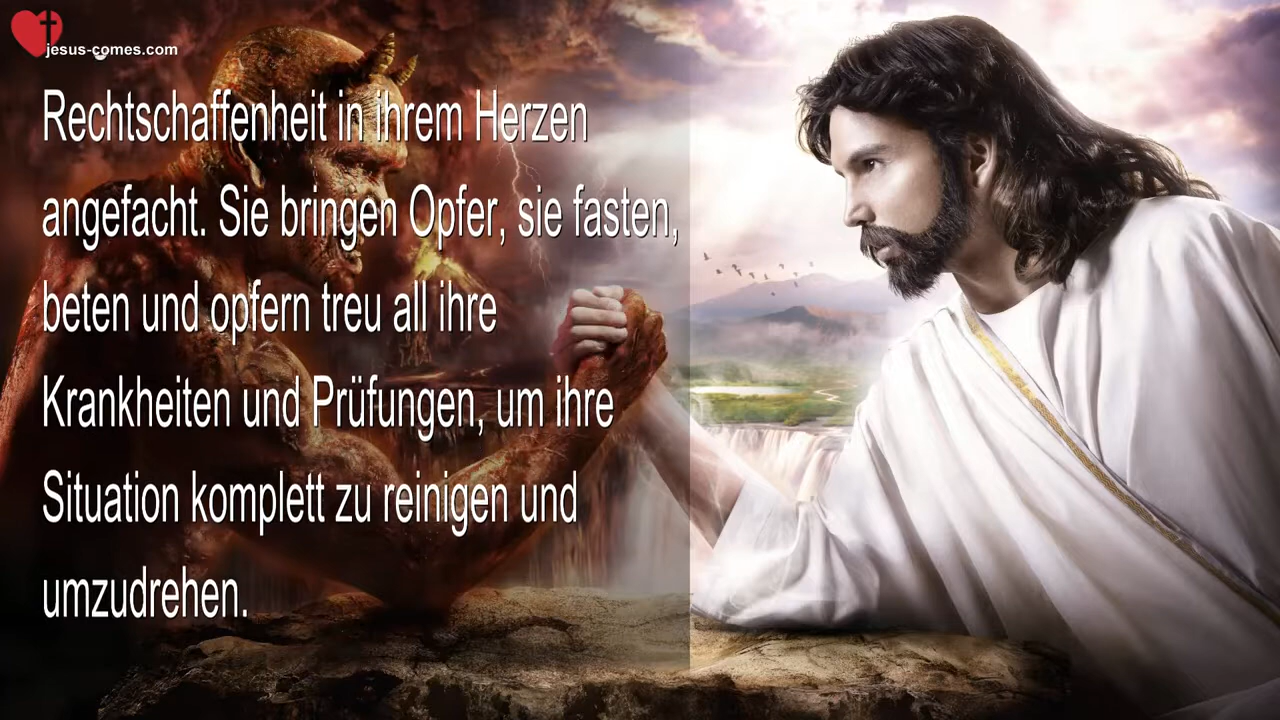 jesus-comes.com
Rechtschaffenheit in ihrem Herzen
angefacht. Sie bringen Opfer, sie fasten,
beten und opfern treu all ihre
Krankheiten und Prüfungen, um ihre
Situation komplett zu reinigen und
umzudrehen.